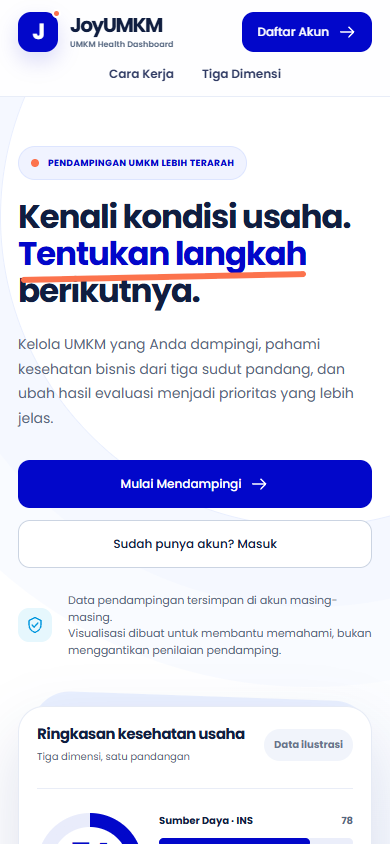 J
JoyUMKM
UMKM Health Dashboard
Daftar Akun
Cara Kerja
Tiga Dimensi
PENDAMPINGAN UMKM LEBIH TERARAH
Kenali kondisi usaha.
Tentukan langkah
berikutnya.
Kelola UMKM yang Anda dampingi, pahami
kesehatan bisnis dari tiga sudut pandang, dan
ubah hasil evaluasi menjadi prioritas yang lebih
jelas.
Mulai Mendampingi
Sudah punya akun? Masuk
Data pendampingan tersimpan di akun masing-
masing.
Visualisasi dibuat untuk membantu memahami, bukan
menggantikan penilaian pendamping.
Ringkasan kesehatan usaha
Tiga dimensi, satu pandangan
Data ilustrasi
Sumber Daya · INS
78